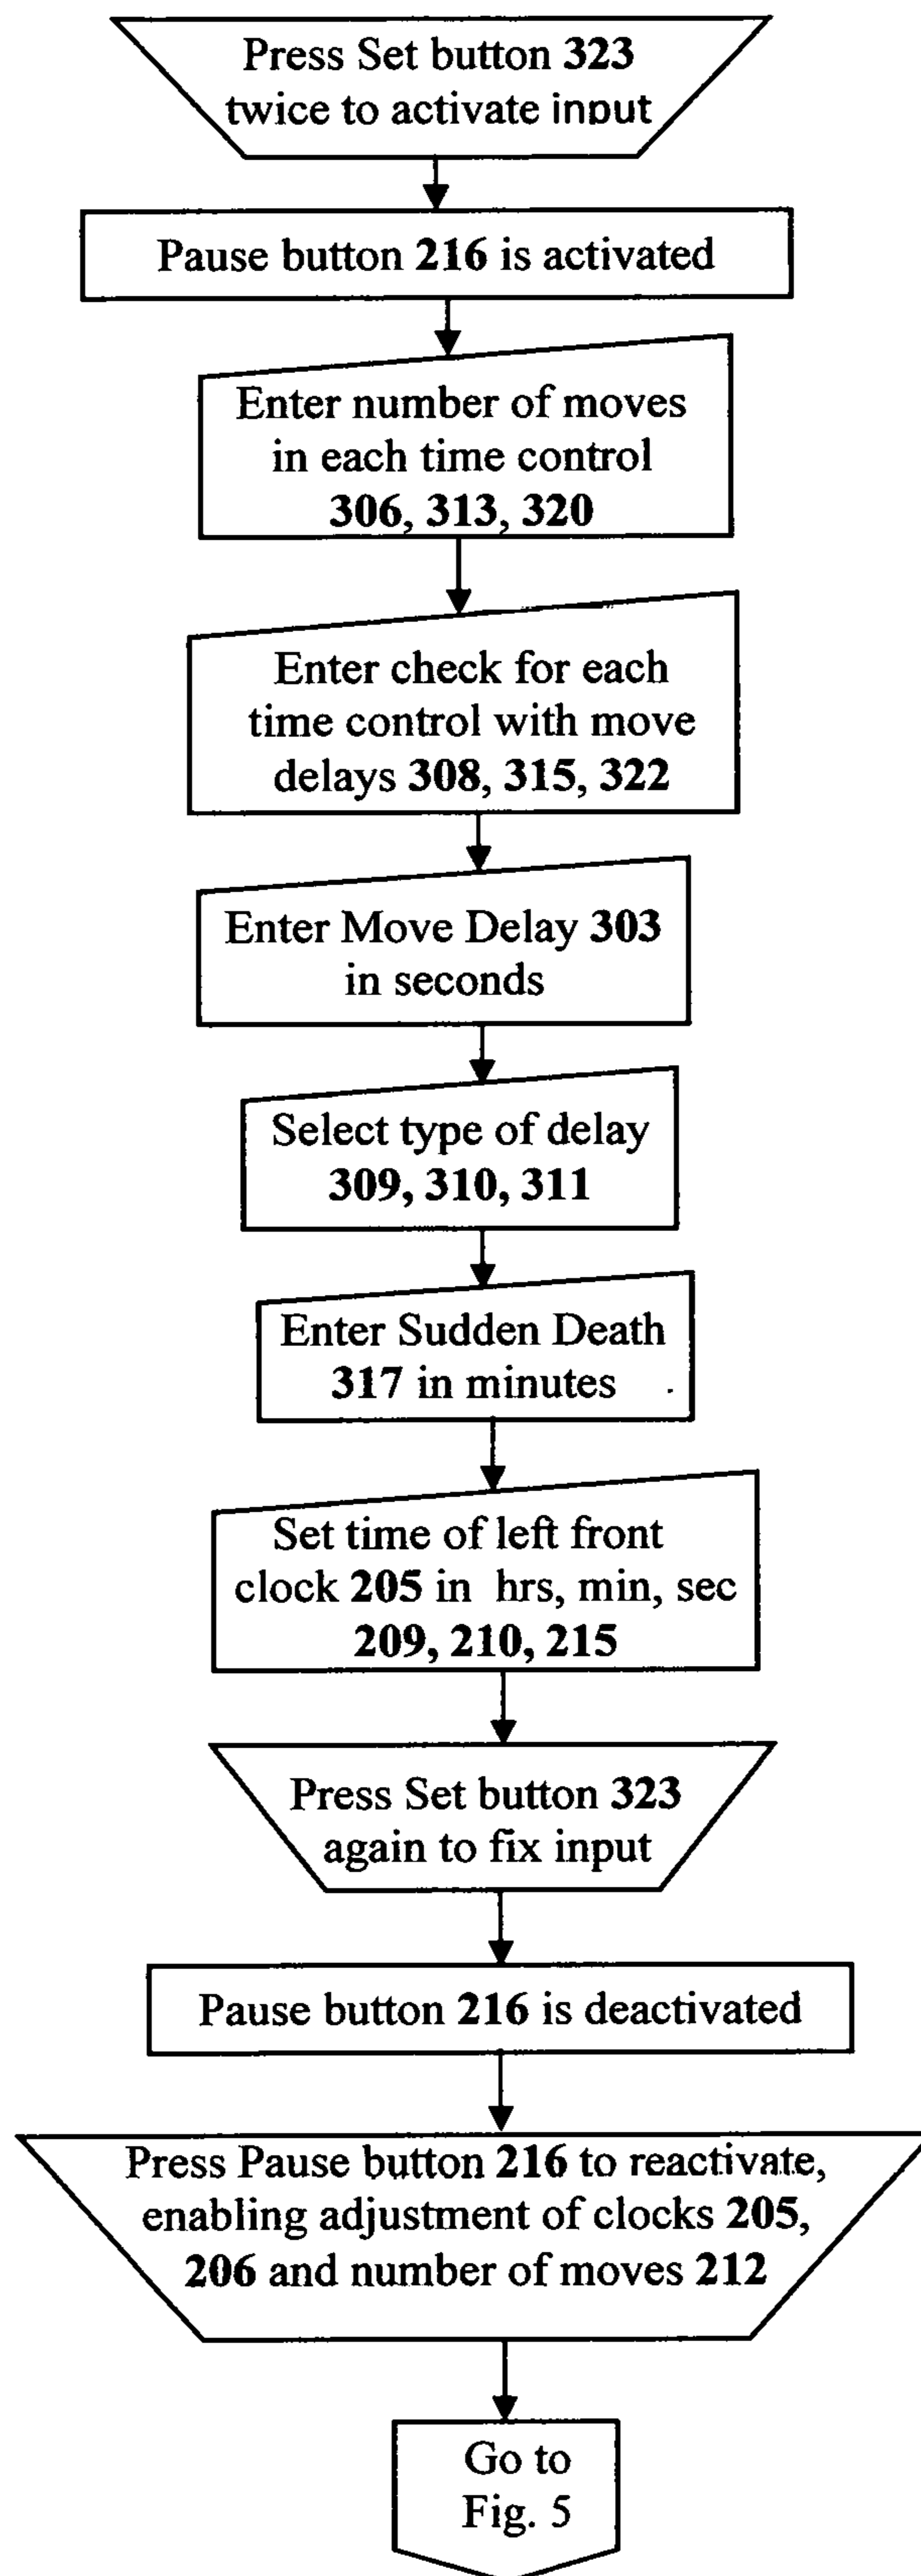 Press Set button 323
twice to activate input
Pause button 216 is activated
Enter number of moves
in each time control
306, 313, 320
Enter check for each
time control with move
delays 308, 315, 322
Enter Move Delay 303
in seconds
Select type of delay
309, 310, 311
Enter Sudden Death
317 in minutes
Set time of left front
clock 205 in hrs, min, sec
209, 210, 215
Press Set button 323
again to fix input
Pause button 216 is deactivated
Press Pause button 216 to reactivate,
enabling adjustment of clocks 205,
206 and number of moves 212
Go to
Fig. 5